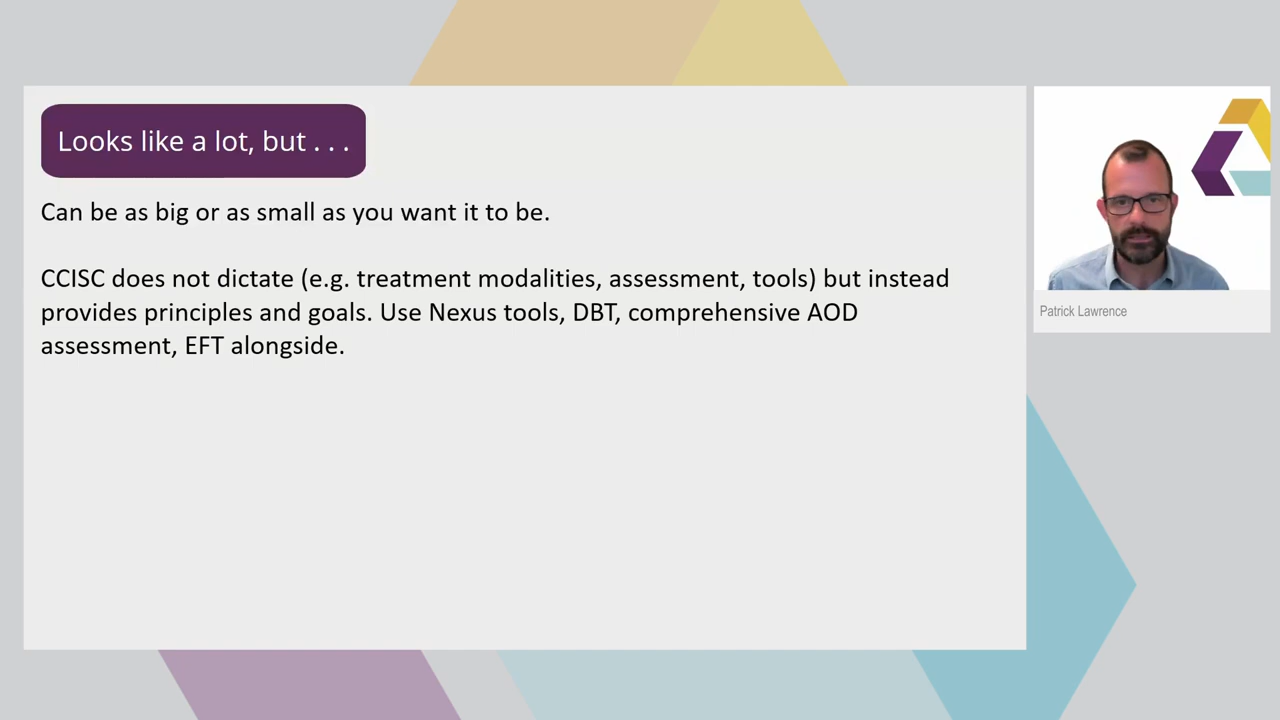 Looks like a lot, but . . .
Can be as big or as small as you want it to be.
CCISC does not dictate (e.g. treatment modalities, assessment, tools) but instead
provides principles and goals. Use Nexus tools, DBT, comprehensive AOD
assessment, EFT alongside.
Patrick Lawrence